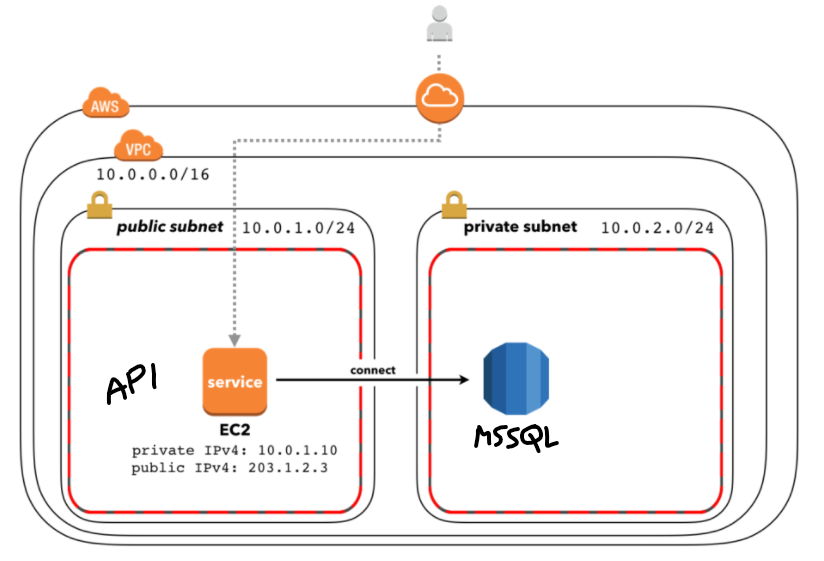 AWS
VPC
10.0.0.0/16
public subnet 10.0.1.0/24
private subnet 10.0.2.0/24
API
service
connect
EC2
private IPv4: 10.0.1.10
public IPv4: 203.1.2.3
MSSQL